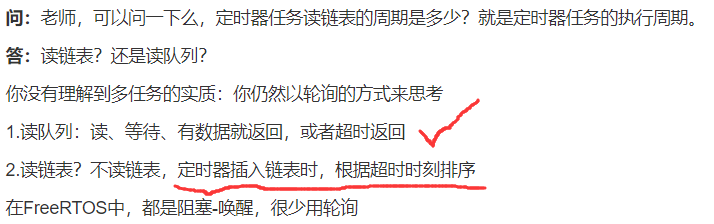 问：老师，可以问一下么，定时器任务读链表的周期是多少？就是定时器任务的执行周期。
答：读链表？还是读队列？
你没有理解到多任务的实质：你仍然以轮询的方式来思考
1.读队列：读、等待、有数据就返回，或者超时返回
2.读链表？不读链表，定时器插入链表时，根据超时时刻排序
在FreeRTOS中，都是阻塞-唤醒，很少用轮询